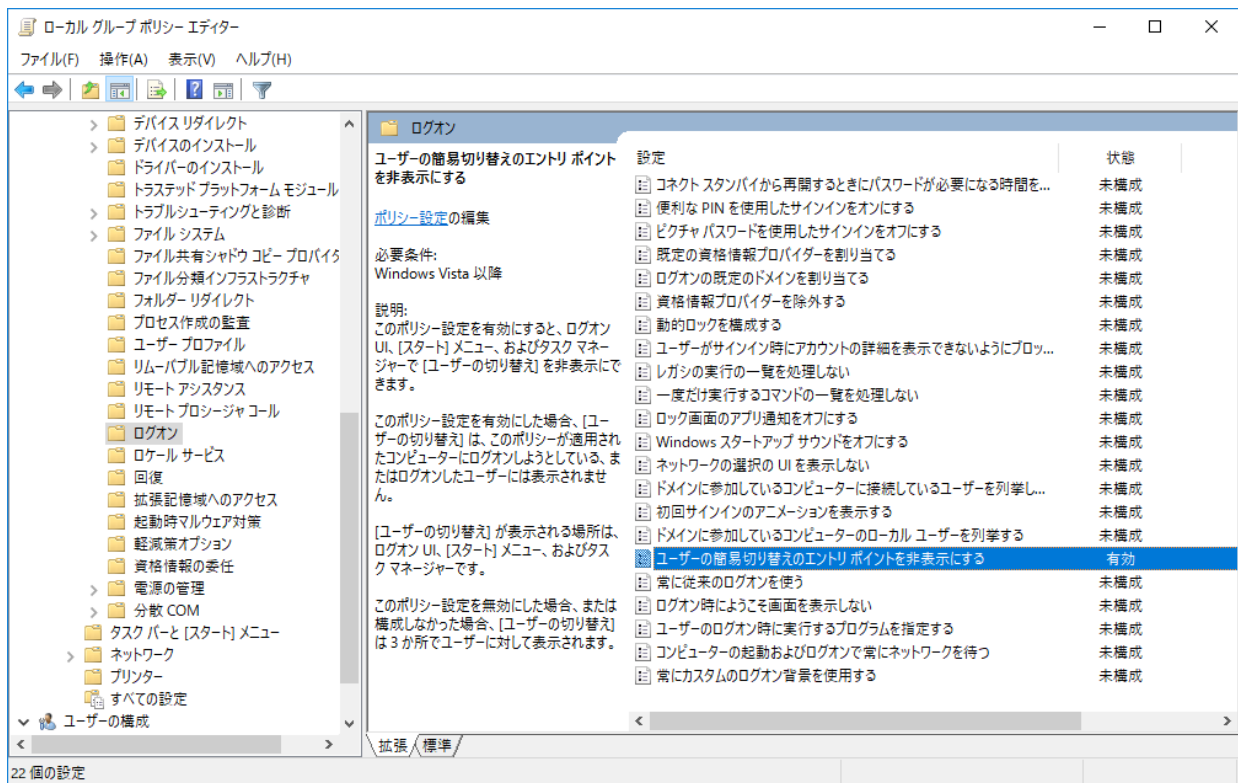 ローカル グループ ポリシー エディター
ファイル(F) 操作(A) 表示(V) ヘルプ(H)
デバイス リダイレクト
デバイスのインストール
ドライバーのインストール
トラステッド プラットフォーム モジュール
トラブルシューティングと診断
ファイル システム
ファイル共有シャドウ コピー プロバイダ
ファイル分類インフラストラクチャ
フォルダー リダイレクト
プロセス作成の監査
ユーザー プロファイル
リムーバブル記憶域へのアクセス
リモート アシスタンス
リモート プロシージャ コール
ログオン
ロケール サービス
回復
拡張記憶域へのアクセス
起動時マルウェア対策
軽減策オプション
資格情報の委任
電源の管理
分散 COM
タスク バーと [スタート] メニュー
ネットワーク
プリンター
すべての設定
ユーザーの構成
ログオン
ユーザーの簡易切り替えのエントリ ポイント
を非表示にする
ポリシー設定の編集
必要条件:
Windows Vista 以降
説明:
このポリシー設定を有効にすると、ログオン
UI、[スタート] メニュー、およびタスク マネー
ジャーで [ユーザーの切り替え] を非表示にで
きます。
このポリシー設定を有効にした場合、[ユー
ザーの切り替え] は、このポリシーが適用され
たコンピューターにログオンしようとしている、ま
たはログオンしたユーザーには表示されませ
ん。
[ユーザーの切り替え] が表示される場所は、
ログオン UI、[スタート] メニュー、およびタス
ク マネージャーです。
このポリシー設定を無効にした場合、または
構成しなかった場合、[ユーザーの切り替え]
は 3 か所でユーザーに対して表示されます。
設定 状態
コネクト スタンバイから再開するときにパスワードが必要になる時間を... 未構成
便利な PIN を使用したサインインをオンにする 未構成
ピクチャ パスワードを使用したサインインをオフにする 未構成
既定の資格情報プロバイダーを割り当てる 未構成
ログオンの既定のドメインを割り当てる 未構成
資格情報プロバイダーを除外する 未構成
動的ロックを構成する 未構成
ユーザーがサインイン時にアカウントの詳細を表示できないようにブロッ... 未構成
レガシの実行の一覧を処理しない 未構成
一度だけ実行するコマンドの一覧を処理しない 未構成
ロック画面のアプリ通知をオフにする 未構成
Windows スタートアップ サウンドをオフにする 未構成
ネットワークの選択の UI を表示しない 未構成
ドメインに参加しているコンピューターに接続しているユーザーを列挙し... 未構成
初回サインインのアニメーションを表示する 未構成
ドメインに参加しているコンピューターのローカル ユーザーを列挙する 未構成
ユーザーの簡易切り替えのエントリ ポイントを非表示にする 有効
常に従来のログオンを使う 未構成
ログオン時にようこそ画面を表示しない 未構成
ユーザーのログオン時に実行するプログラムを指定する 未構成
コンピューターの起動およびログオンで常にネットワークを待つ 未構成
常にカスタムのログオン背景を使用する 未構成
拡張 標準
22 個の設定